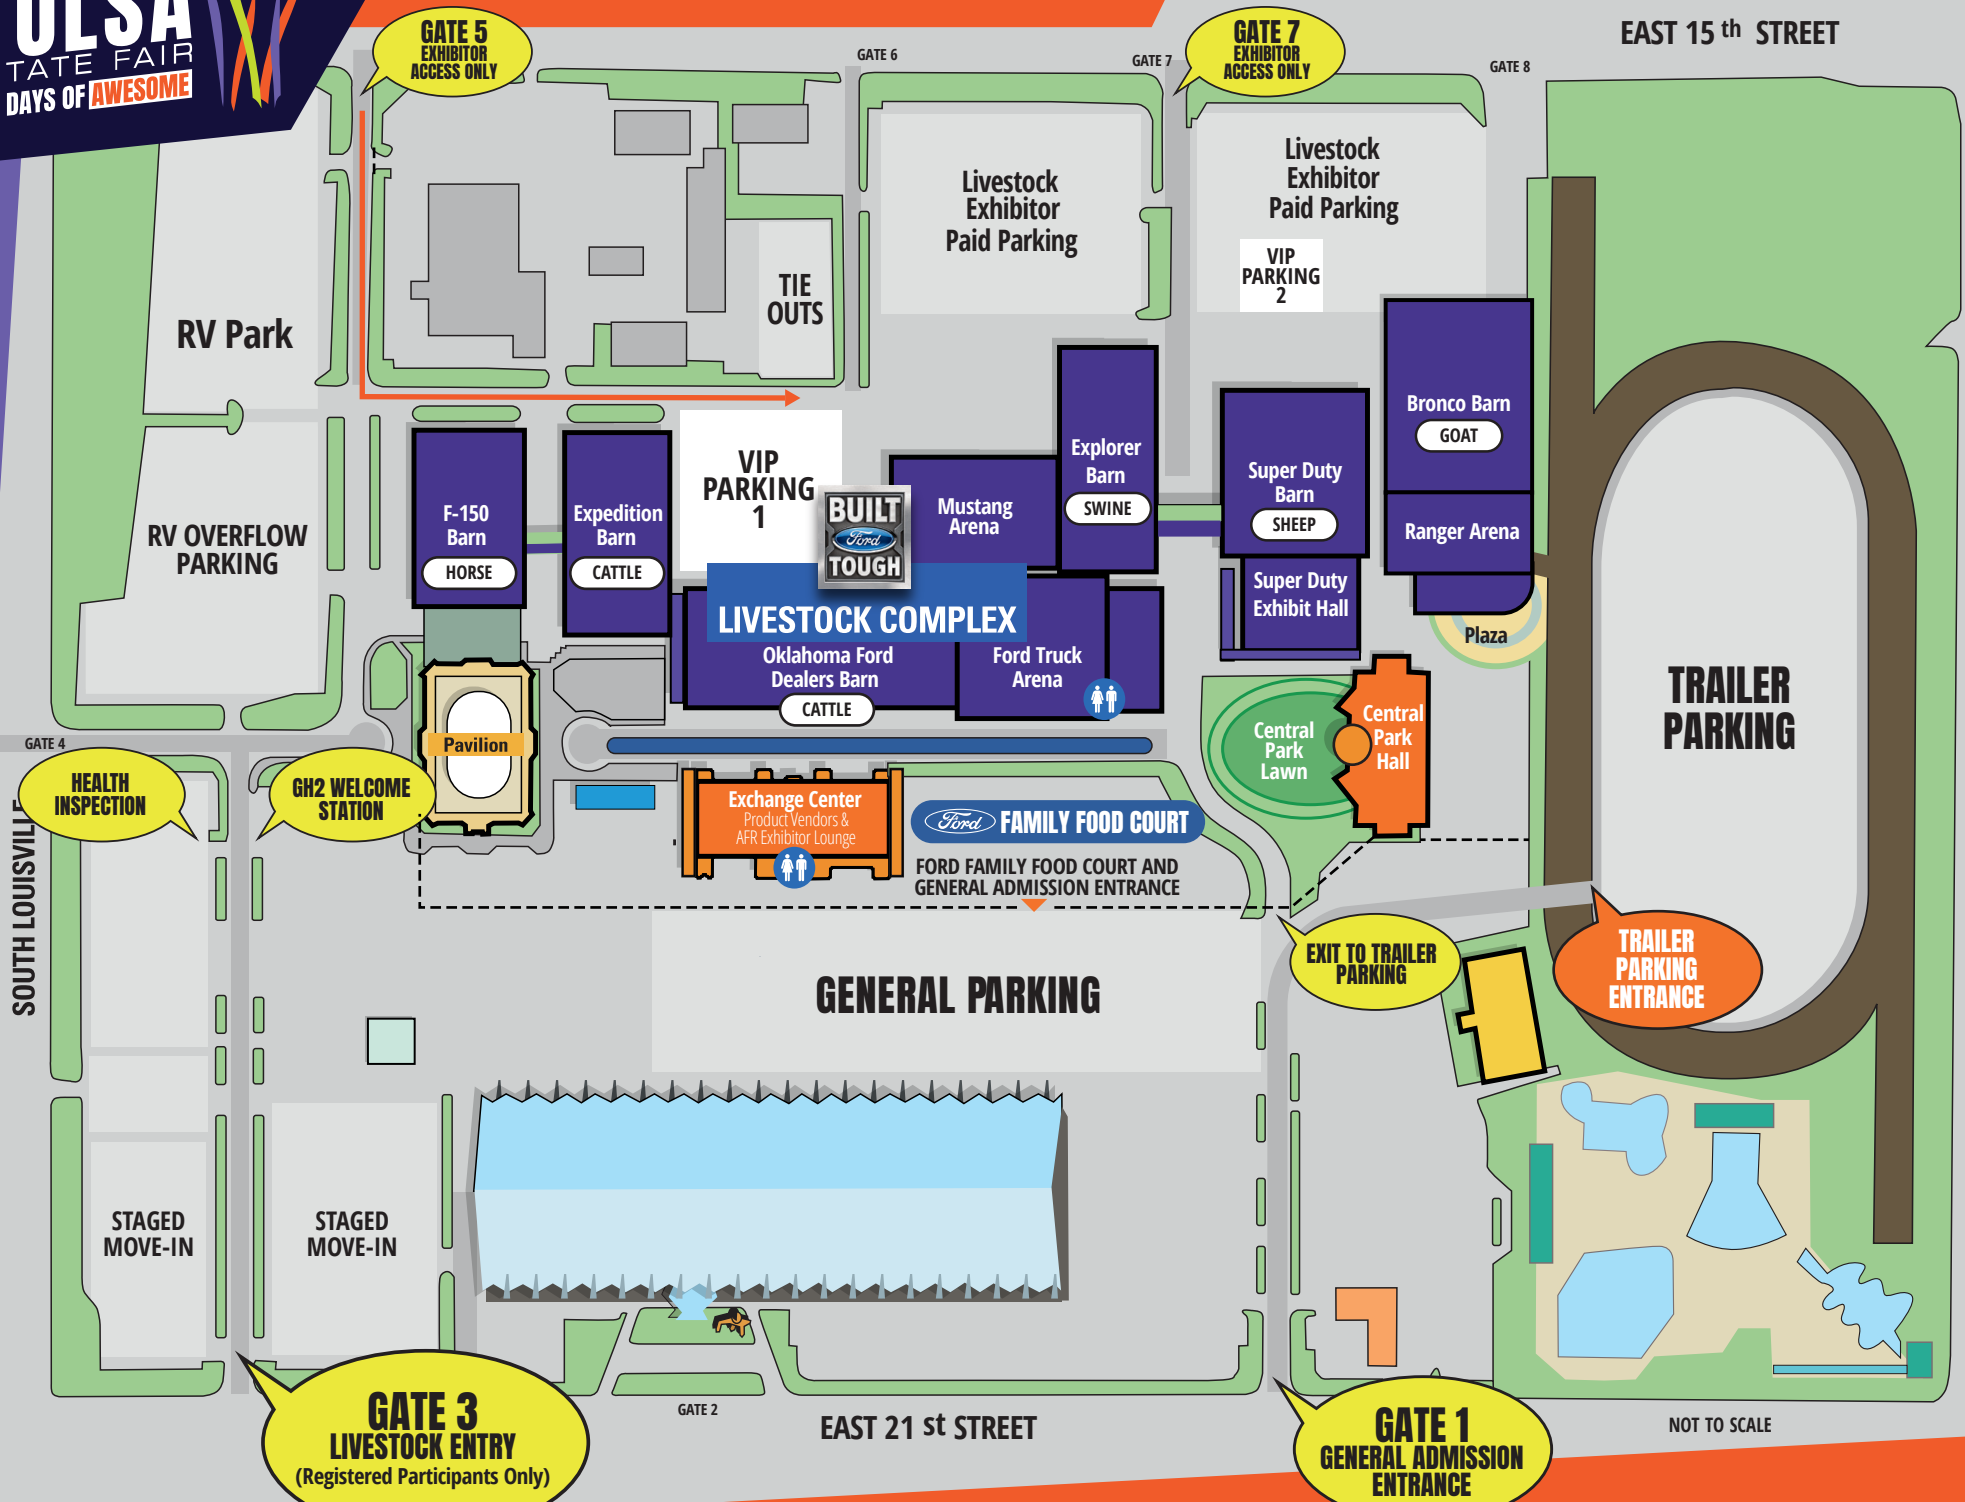 ULSA
TATE FAIR
DAYS OF AWESOME
GATE 5
EXHIBITOR
ACCESS ONLY
GATE 6
GATE 7
GATE 7
EXHIBITOR
ACCESS ONLY
GATE 8
EAST 15 th STREET
Livestock
Exhibitor
Paid Parking
Livestock
Exhibitor
Paid Parking
VIP
PARKING
2
TIE
OUTS
RV Park
RV OVERFLOW
PARKING
F-150
Barn
HORSE
Expedition
Barn
CATTLE
VIP
PARKING
1
BUILT
Ford
TOUGH
Mustang
Arena
Explorer
Barn
SWINE
Super Duty
Barn
SHEEP
Super Duty
Exhibit Hall
Bronco Barn
GOAT
Ranger Arena
Plaza
LIVESTOCK COMPLEX
Oklahoma Ford
Dealers Barn
CATTLE
Ford Truck
Arena
TRAILER
PARKING
Central
Park
Lawn
Central
Park
Hall
GATE 4
Pavilion
HEALTH
INSPECTION
GH2 WELCOME
STATION
SOUTH LOUISVILLE
Exchange Center
Product Vendors &
AFR Exhibitor Lounge
Ford FAMILY FOOD COURT
FORD FAMILY FOOD COURT AND
GENERAL ADMISSION ENTRANCE
EXIT TO TRAILER
PARKING
TRAILER
PARKING
ENTRANCE
GENERAL PARKING
STAGED
MOVE-IN
STAGED
MOVE-IN
GATE 3
LIVESTOCK ENTRY
(Registered Participants Only)
GATE 2
EAST 21 st STREET
GATE 1
GENERAL ADMISSION
ENTRANCE
NOT TO SCALE